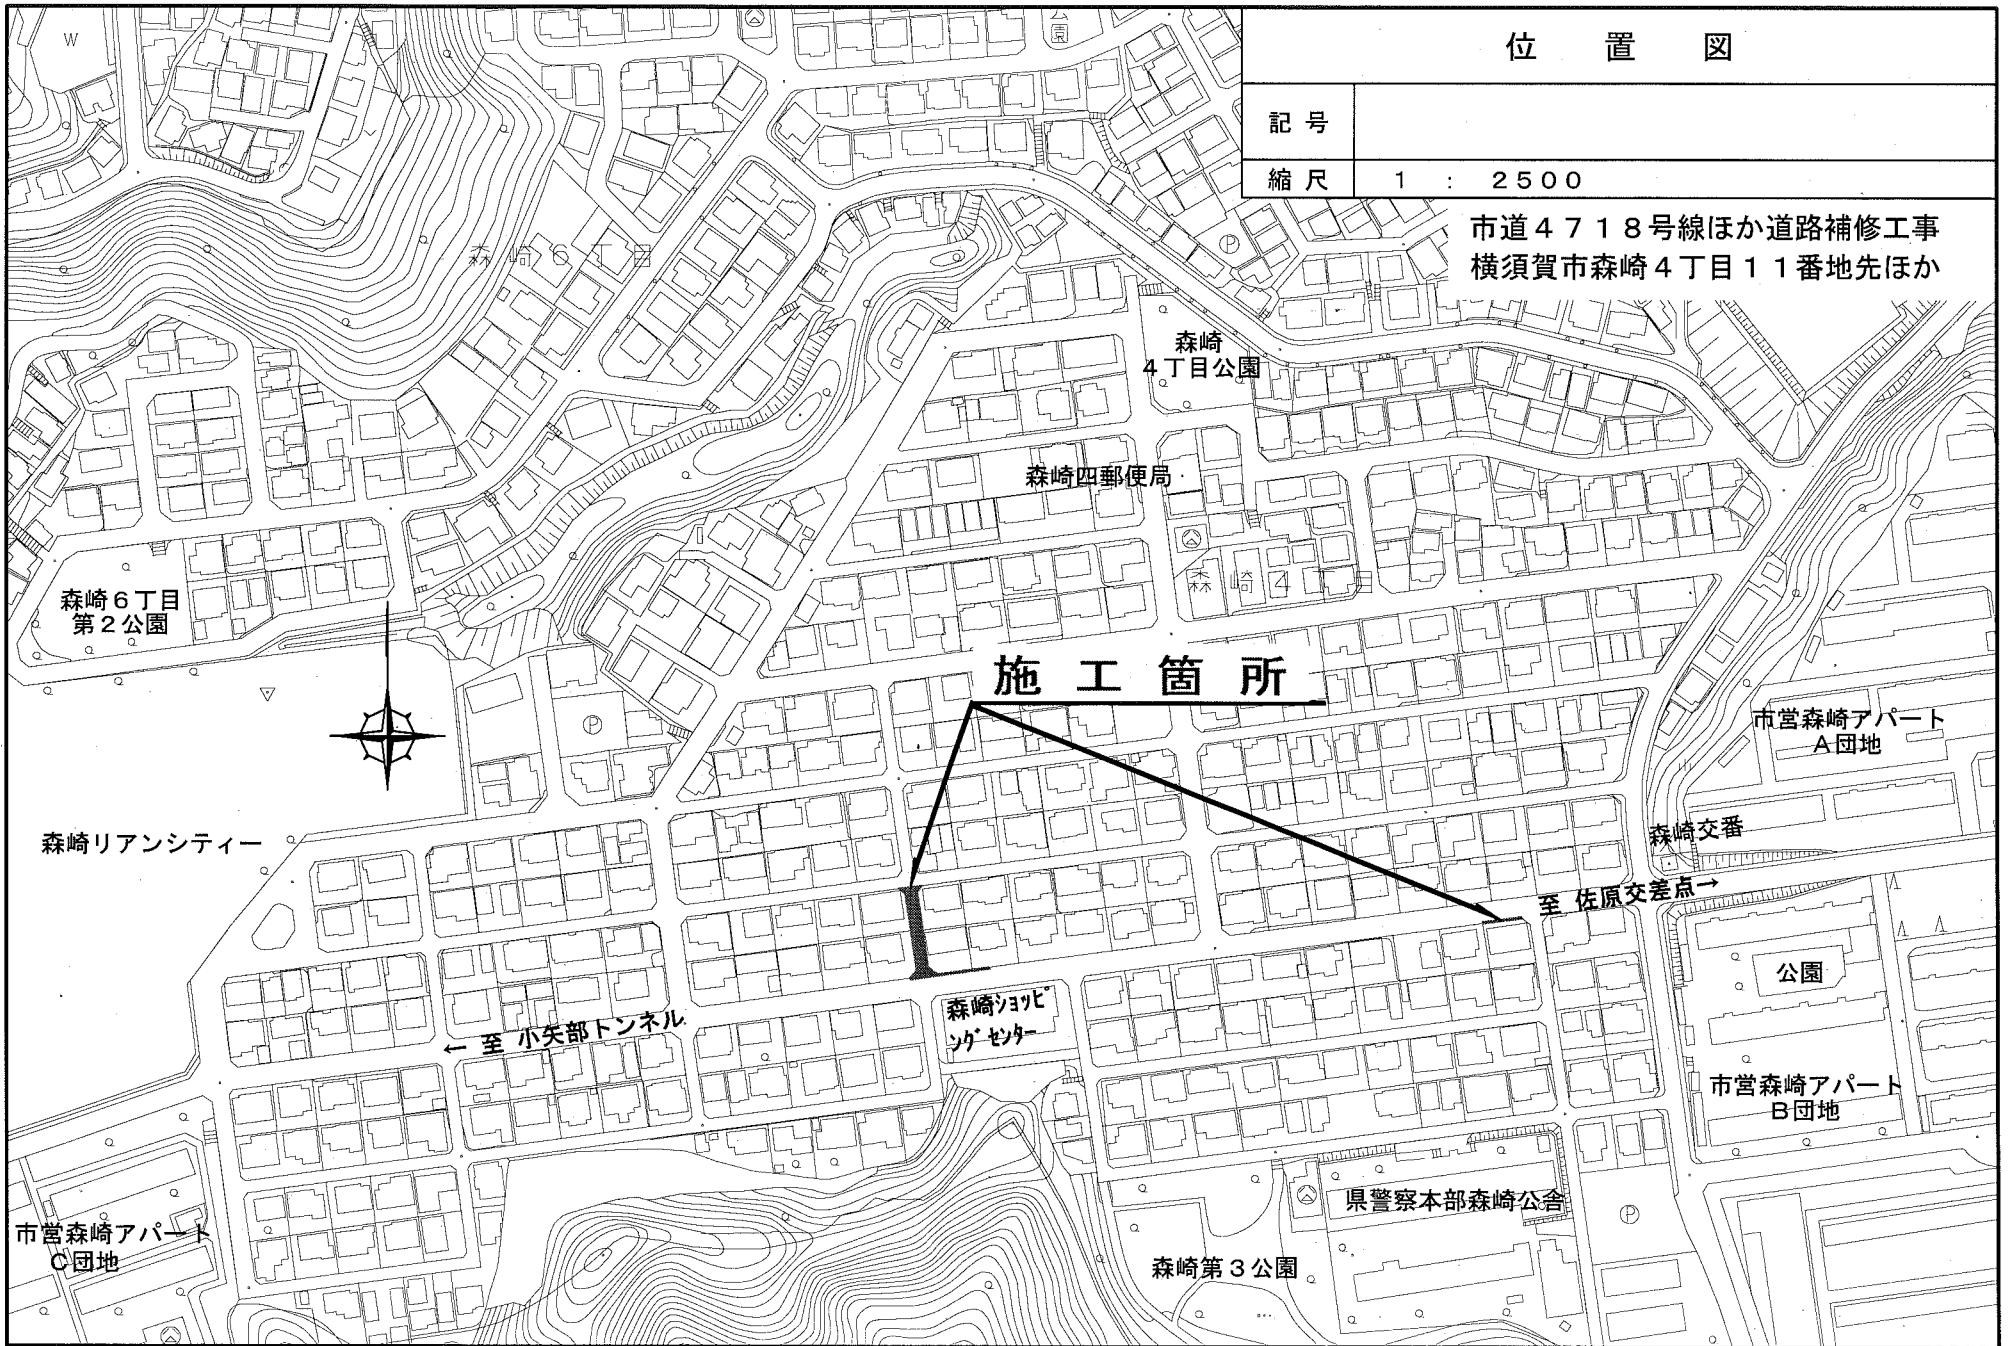 位置図
記号
縮尺 1 : 2500
市道4718号線ほか道路補修工事
横須賀市森崎4丁目11番地先ほか
W
公園
森崎6丁目
P
森崎
4丁目公園
森崎四郵便局
森崎4丁目
森崎6丁目
第2公園
施工箇所
P
市営森崎アパート
A団地
森崎リアンシティー
森崎交番
至 佐原交差点→
公園
森崎ショッピ
ングセンター
← 至 小矢部トンネル
市営森崎アパート
B団地
県警察本部森崎公舎
P
市営森崎アパート
C団地
森崎第3公園